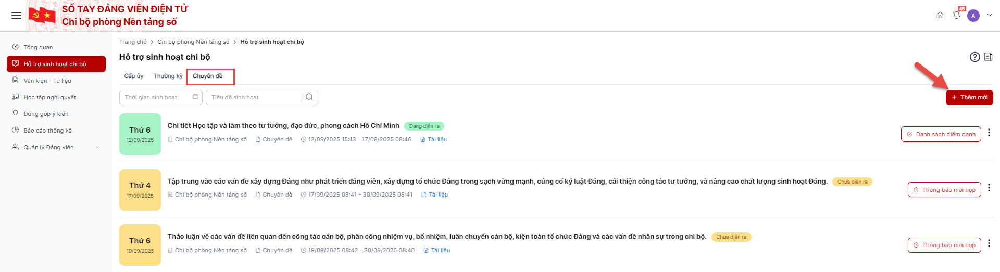 SỔ TAY ĐẢNG VIÊN ĐIỆN TỬ
Chi bộ phòng Nền tảng số
45
A
Tổng quan
Hỗ trợ sinh hoạt chi bộ
Văn kiện - Tư liệu
Học tập nghị quyết
Đóng góp ý kiến
Báo cáo thống kê
Quản lý Đảng viên
Trang chủ > Chi bộ phòng Nền tảng số > Hỗ trợ sinh hoạt chi bộ
Hỗ trợ sinh hoạt chi bộ
Cấp ủy Thường kỳ Chuyên đề
Thời gian sinh hoạt Tiêu đề sinh hoạt + Thêm mới
Thứ 6
12/09/2025
Chi tiết Học tập và làm theo tư tưởng, đạo đức, phong cách Hồ Chí Minh Đang diễn ra
Chi bộ phòng Nền tảng số Chuyên đề 12/09/2025 15:13 - 17/09/2025 08:46 Tài liệu
Danh sách điểm danh
Thứ 4
17/09/2025
Tập trung vào các vấn đề xây dựng Đảng như phát triển đảng viên, xây dựng tổ chức Đảng trong sạch vững mạnh, củng cố kỷ luật Đảng, cải thiện công tác tư tưởng, và nâng cao chất lượng sinh hoạt Đảng. Chưa diễn ra
Chi bộ phòng Nền tảng số Chuyên đề 17/09/2025 08:41 - 30/09/2025 08:41 Tài liệu
Thông báo mời họp
Thứ 6
19/09/2025
Thảo luận về các vấn đề liên quan đến công tác cán bộ, phân công nhiệm vụ, bổ nhiệm, luân chuyển cán bộ, kiện toàn tổ chức Đảng và các vấn đề nhân sự trong chi bộ. Chưa diễn ra
Chi bộ phòng Nền tảng số Chuyên đề 19/09/2025 08:42 - 30/09/2025 08:40 Tài liệu
Thông báo mời họp